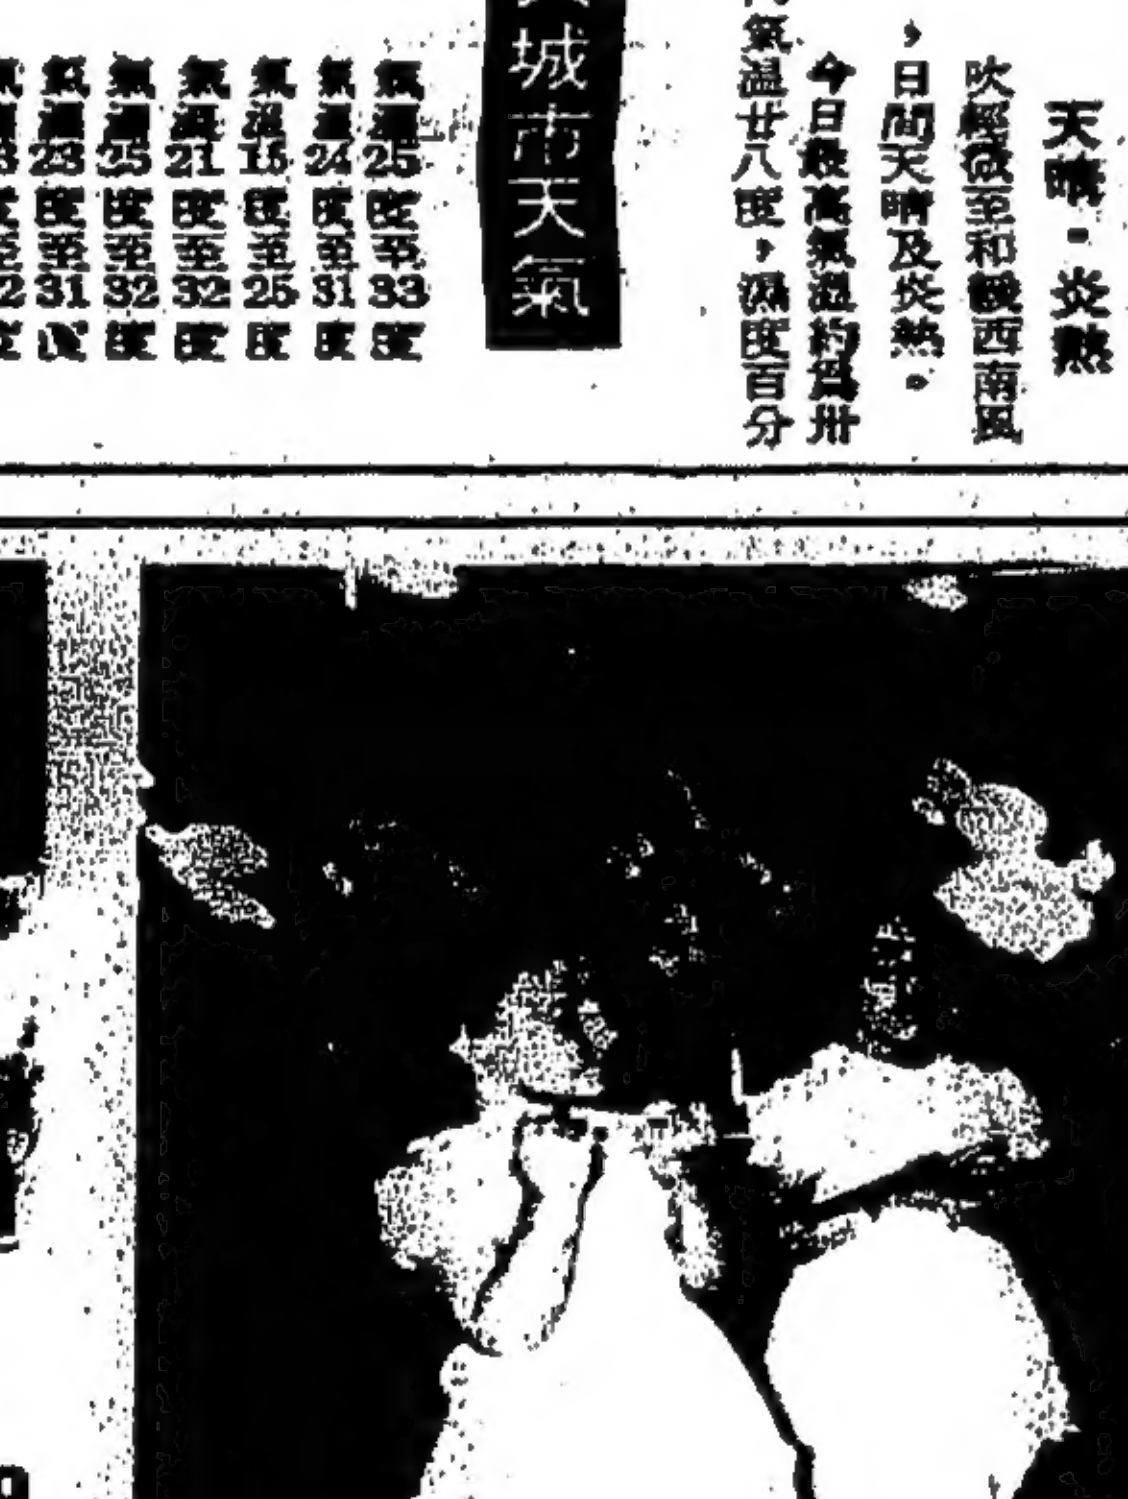 天晴·炎熱
吹輕微至和緩西南風
，日間天晴及炎熱。
今日最高氣溫約為卅
氣溫廿八度，濕度百分
城市天氣
氣溫25度至33度
氣溫24度至31度
氣溫16度至25度
氣溫21度至32度
氣溫25度至32度
氣溫23度至31度